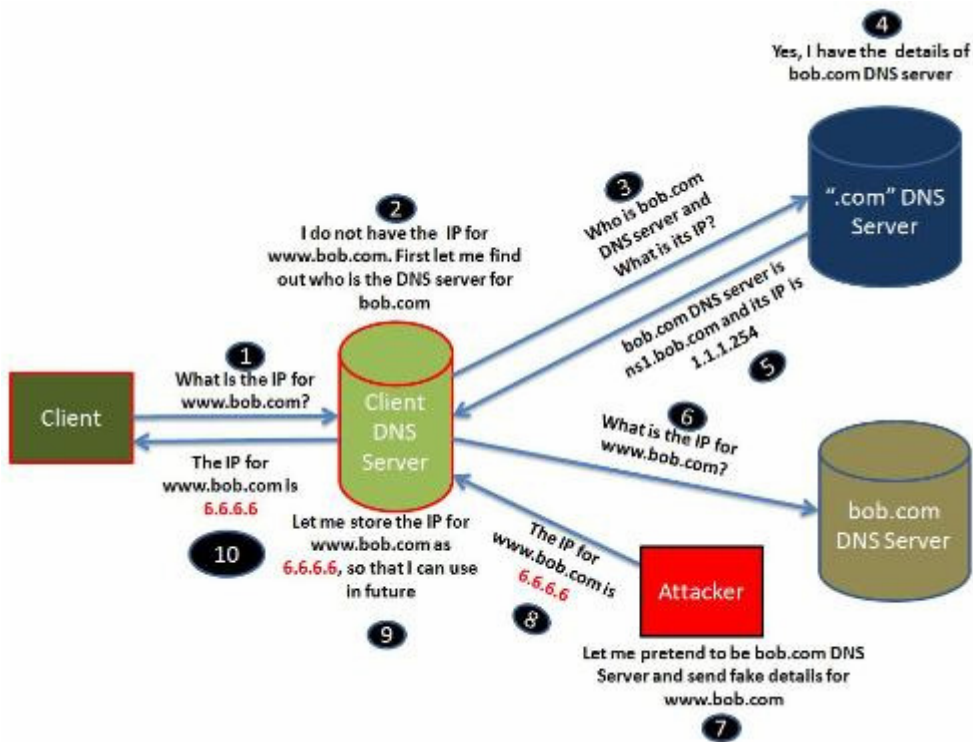 4
Yes, I have the details of
bob.com DNS server
".com" DNS
Server
3
Who is bob.com
DNS server and
What is its IP?
2
I do not have the IP for
www.bob.com. First let me find
out who is the DNS server for
bob.com
bob.com DNS server is
ns1.bob.com and its IP is
1.1.1.254
5
1
What is the IP for
www.bob.com?
Client
Client
DNS
Server
6
What is the IP for
www.bob.com?
The IP for
www.bob.com is
6.6.6.6
10
bob.com
DNS Server
Let me store the IP for
www.bob.com as
6.6.6.6, so that I can use
in future
9
The IP for
www.bob.com is
6.6.6.6
8
Attacker
Let me pretend to be bob.com DNS
Server and send fake details for
www.bob.com
7